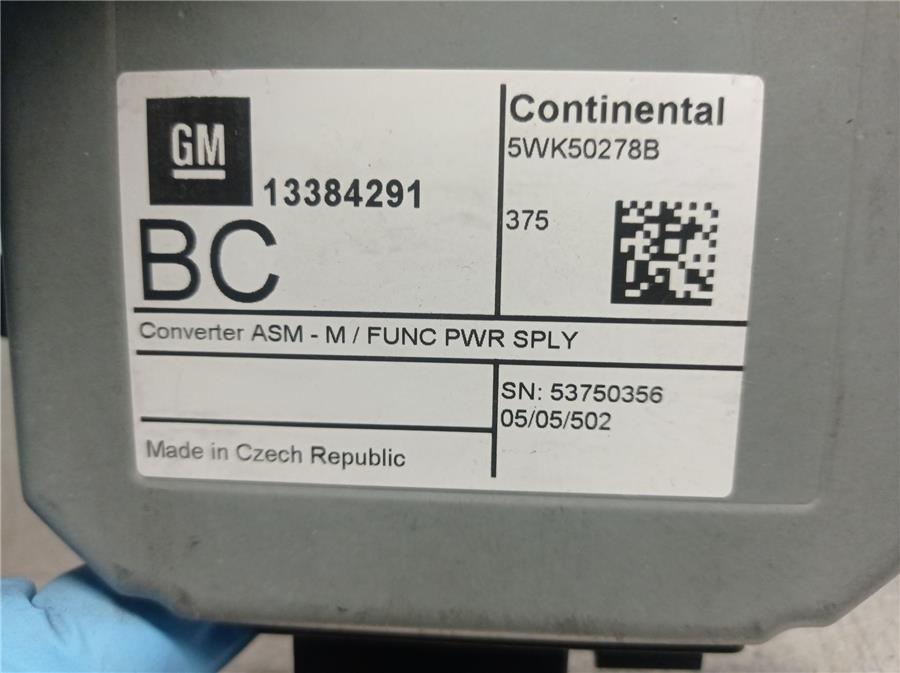 GM
13384291
BC
Continental
5WK50278B
375
Converter ASM - M / FUNC PWR SPLY
SN: 53750356
05/05/502
Made in Czech Republic